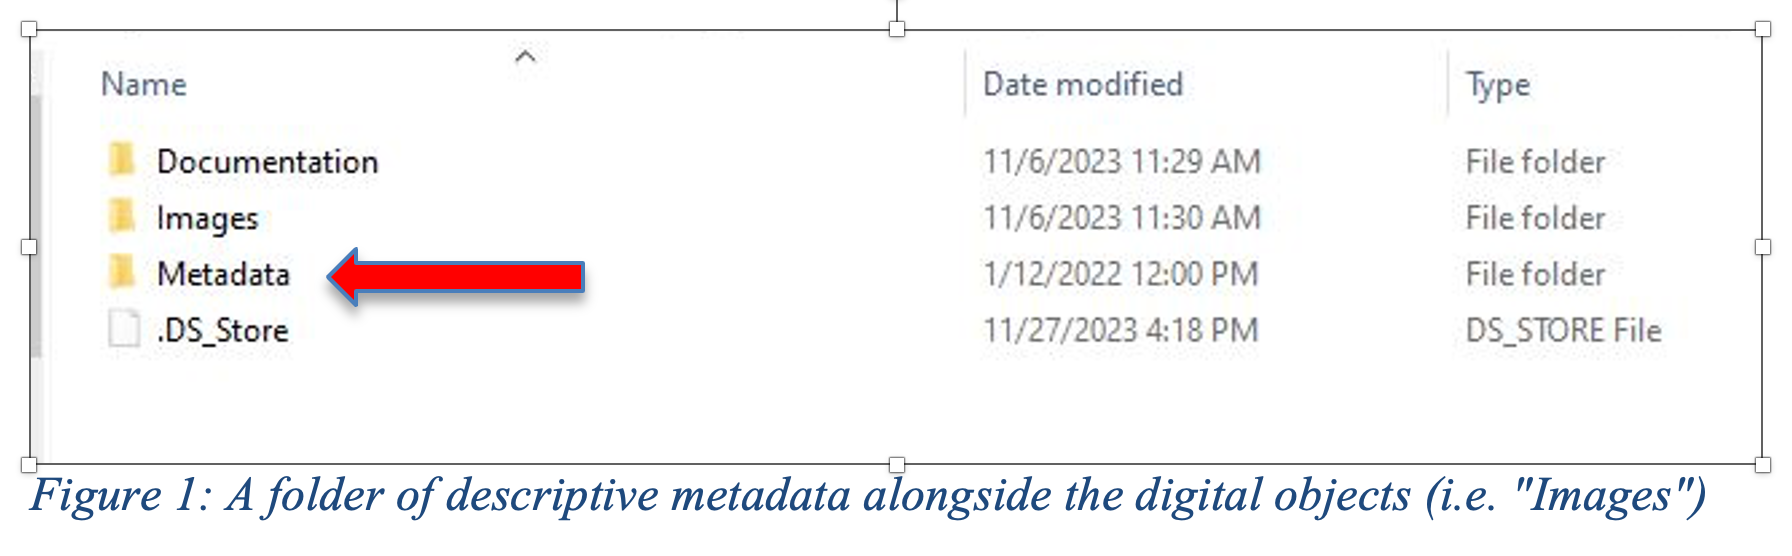 Name Date modified Type
Documentation 11/6/2023 11:29 AM File folder
Images 11/6/2023 11:30 AM File folder
Metadata 1/12/2022 12:00 PM File folder
.DS_Store 11/27/2023 4:18 PM DS_STORE File
Figure 1: A folder of descriptive metadata alongside the digital objects (i.e. "Images")